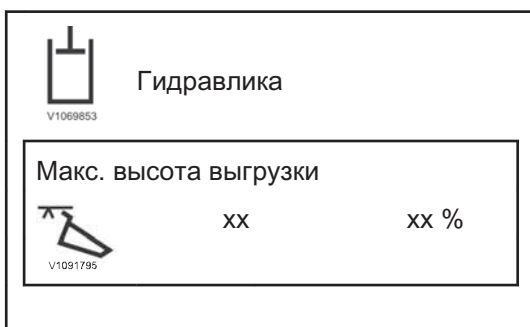 Гидравлика
V1069853
Макс. высота выгрузки
xx xx %
V1091795